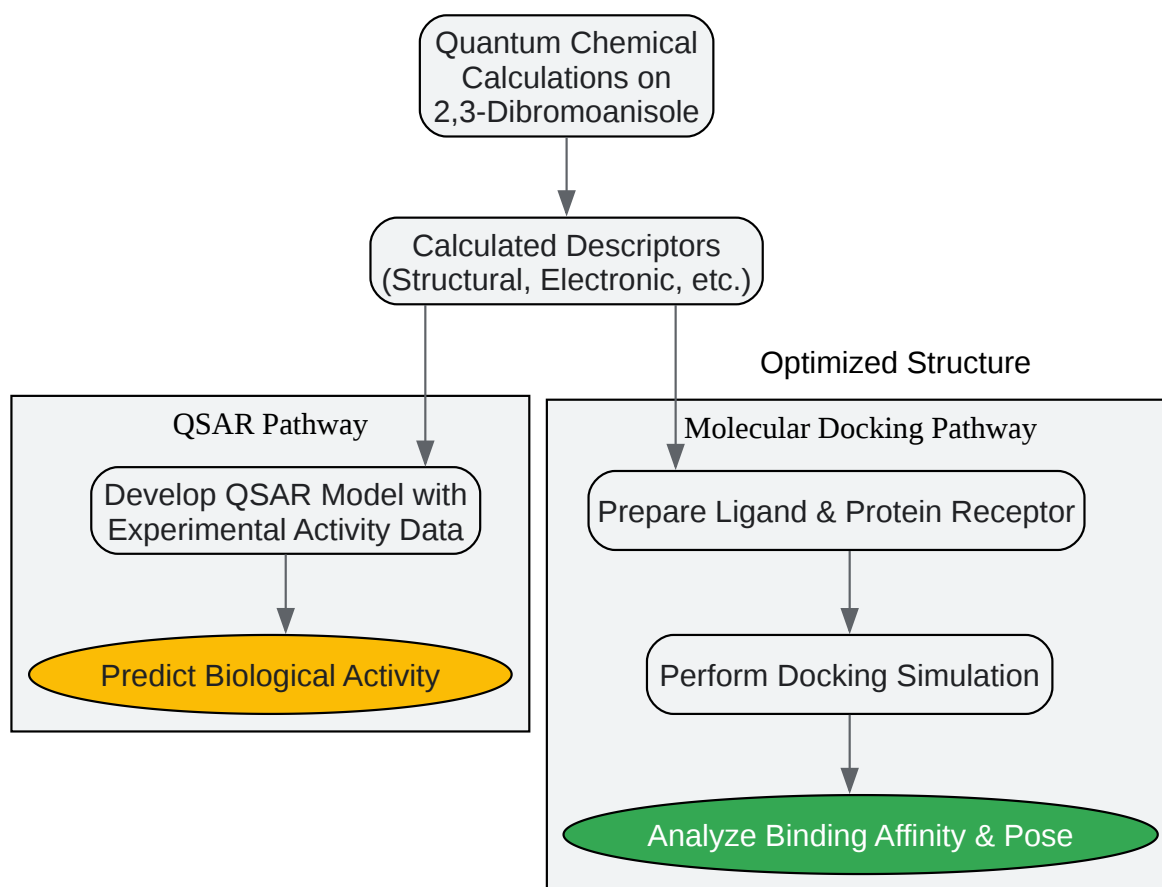 Quantum Chemical
Calculations on
2,3-Dibromoanisole
Calculated Descriptors
(Structural, Electronic, etc.)
Optimized Structure
QSAR Pathway
Develop QSAR Model with
Experimental Activity Data
Predict Biological Activity
Molecular Docking Pathway
Prepare Ligand & Protein Receptor
Perform Docking Simulation
Analyze Binding Affinity & Pose